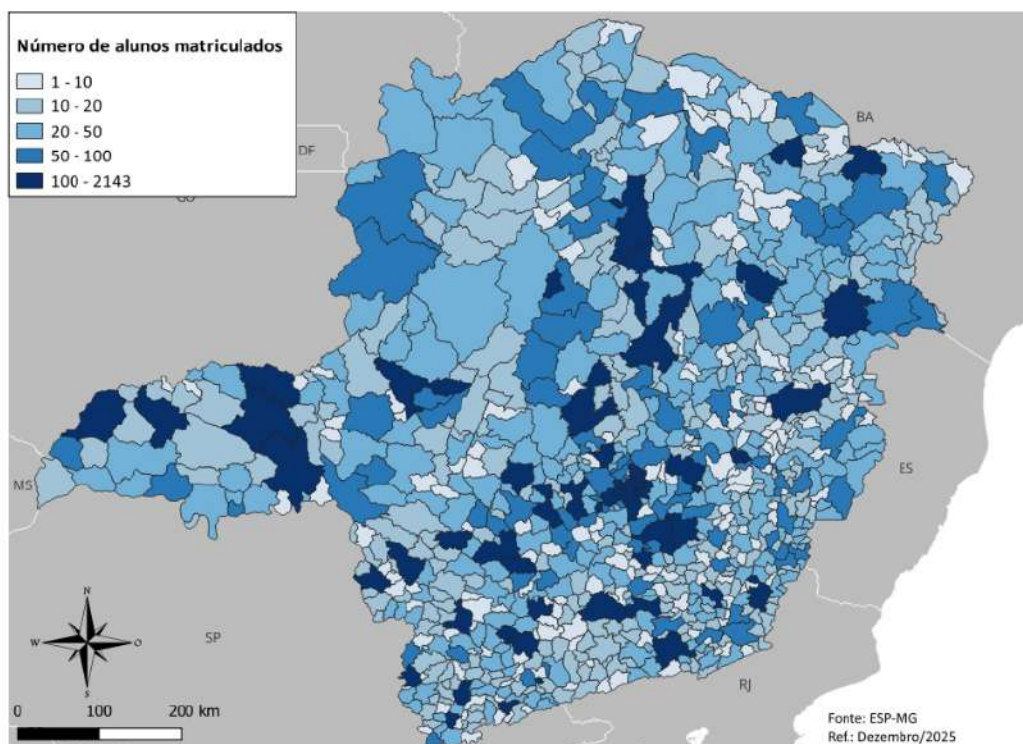 Número de alunos matriculados
1 - 10
10 - 20
20 - 50
50 - 100
100 - 2143
DF
GO
BA
MS
ES
SP
RJ
N
W
O
S
0 100 200 km
Fonte: ESP-MG
Ref.: Dezembro/2025